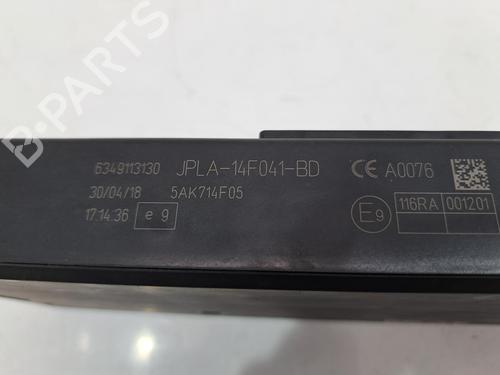 6349113130 JPLA-14F041-BD CE A0076
30/04/18 5AK714F05
17:14:36 e 9
E9 116RA 001201
B-PARTS